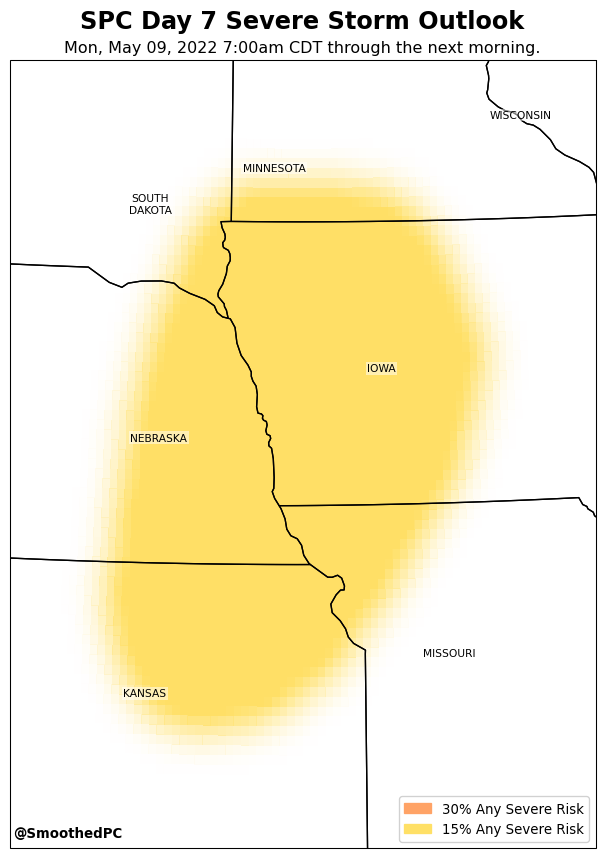 SPC Day 7 Severe Storm Outlook
Mon, May 09, 2022 7:00am CDT through the next morning.
WISCONSIN
MINNESOTA
SOUTH
DAKOTA
IOWA
NEBRASKA
MISSOURI
KANSAS
30% Any Severe Risk
15% Any Severe Risk
@SmoothedPC